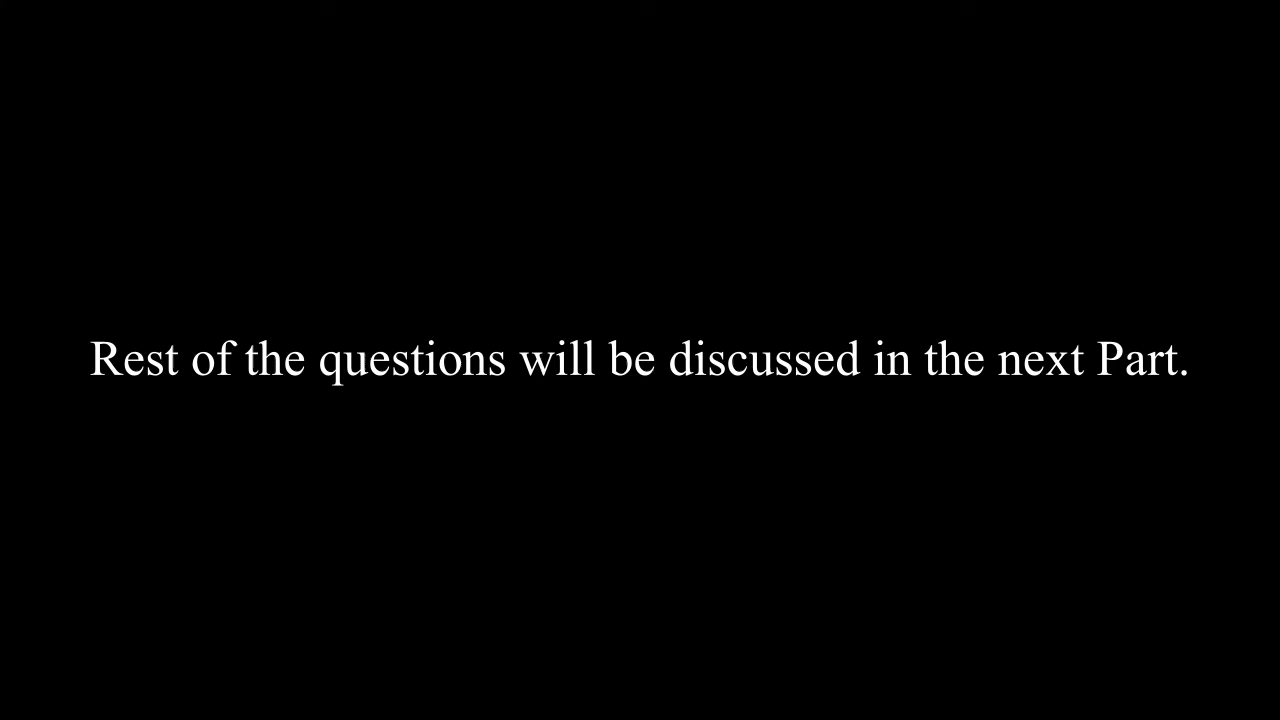 Rest of the questions will be discussed in the next Part.